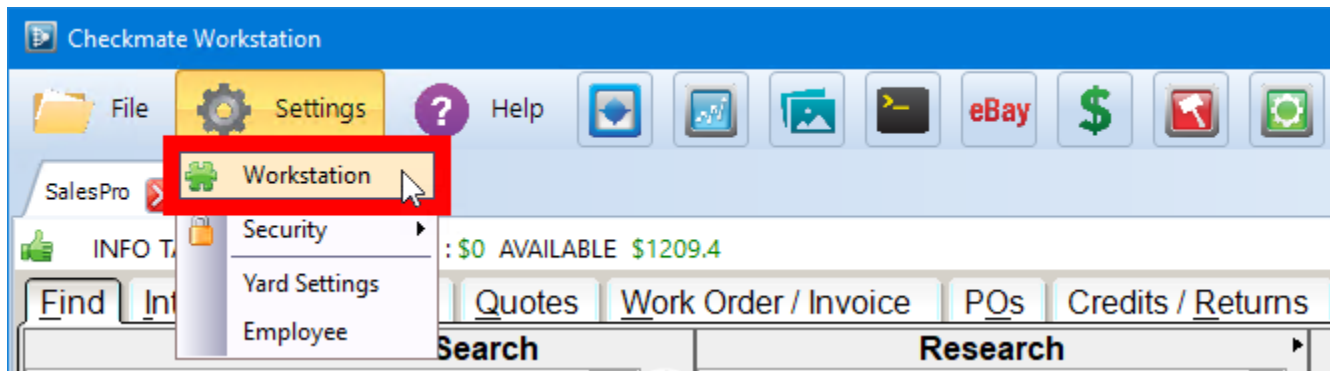 Checkmate Workstation
File Settings ? Help >_ eBay $
Workstation
SalesPro
Security
INFO : $0 AVAILABLE $1209.4
Yard Settings
Find Quotes Work Order / Invoice POs Credits / Returns
Employee
Search Research